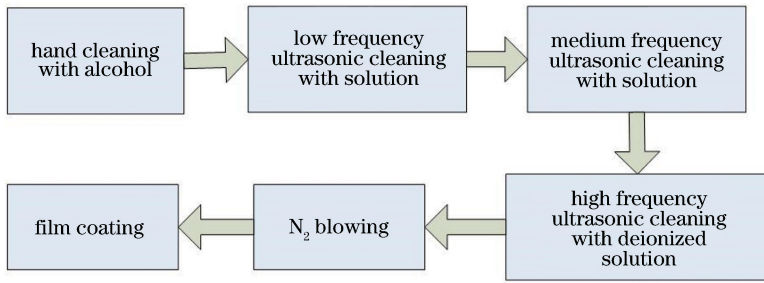 hand cleaning
with alcohol
low frequency
ultrasonic cleaning
with solution
medium frequency
ultrasonic cleaning
with solution
high frequency
ultrasonic cleaning
with deionized
solution
N₂ blowing
film coating